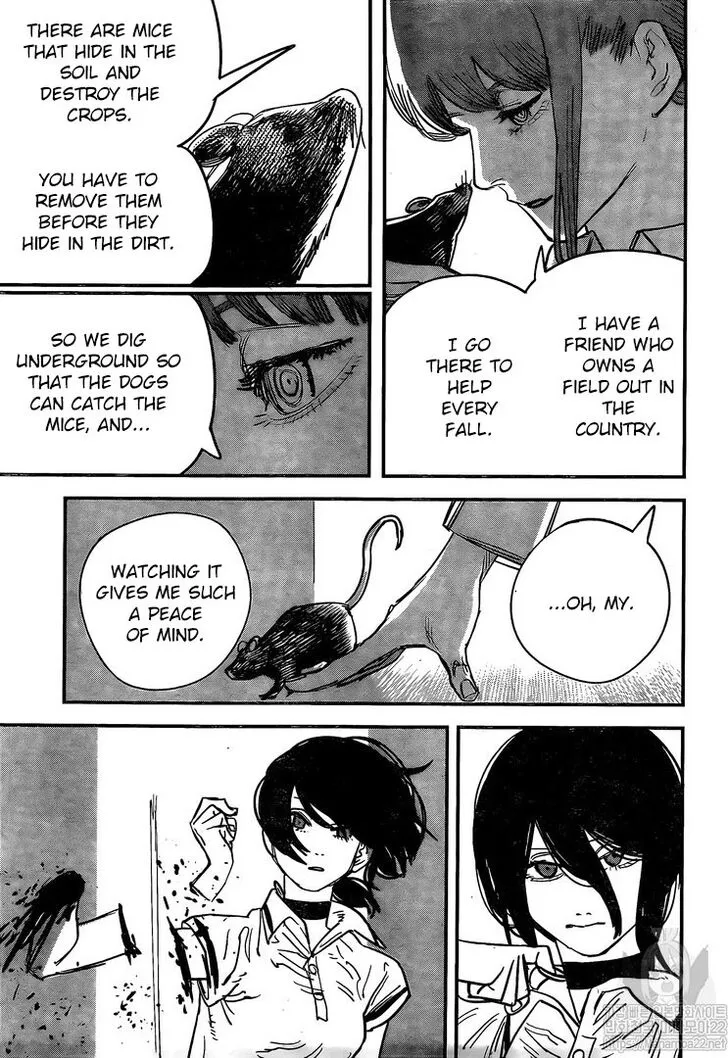 I HAVE A
FRIEND WHO
OWNS A
FIELD OUT IN
THE
COUNTRY.
I GO
THERE TO
HELP
EVERY
FALL.
THERE ARE MICE
THAT HIDE IN THE
SOIL AND
DESTROY THE
CROPS.
YOU HAVE TO
REMOVE THEM
BEFORE THEY
HIDE IN THE DIRT.
SO WE DIG
UNDERGROUND SO
THAT THE DOGS
CAN CATCH THE
MICE, AND...
...OH, MY.
WATCHING IT
GIVES ME SUCH
A PEACE
OF MIND.